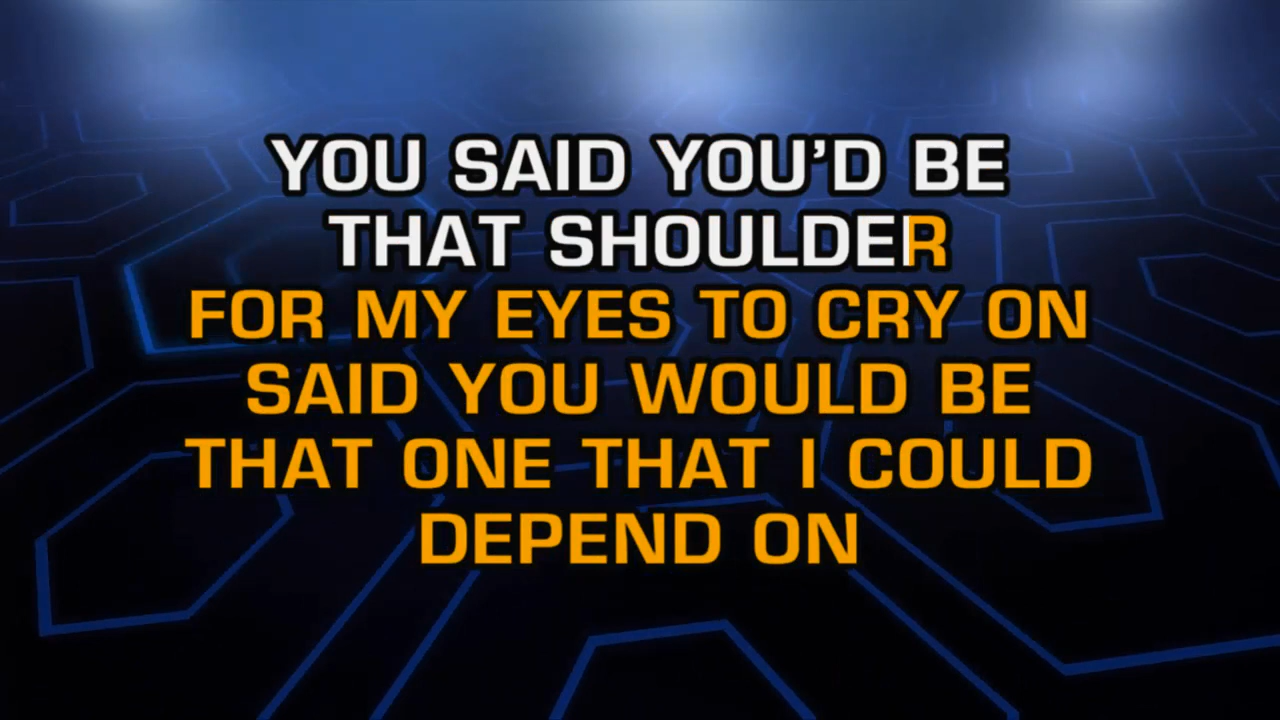 YOU SAID YOU’D BE
THAT SHOULDER
FOR MY EYES TO CRY ON
SAID YOU WOULD BE
THAT ONE THAT I COULD
DEPEND ON